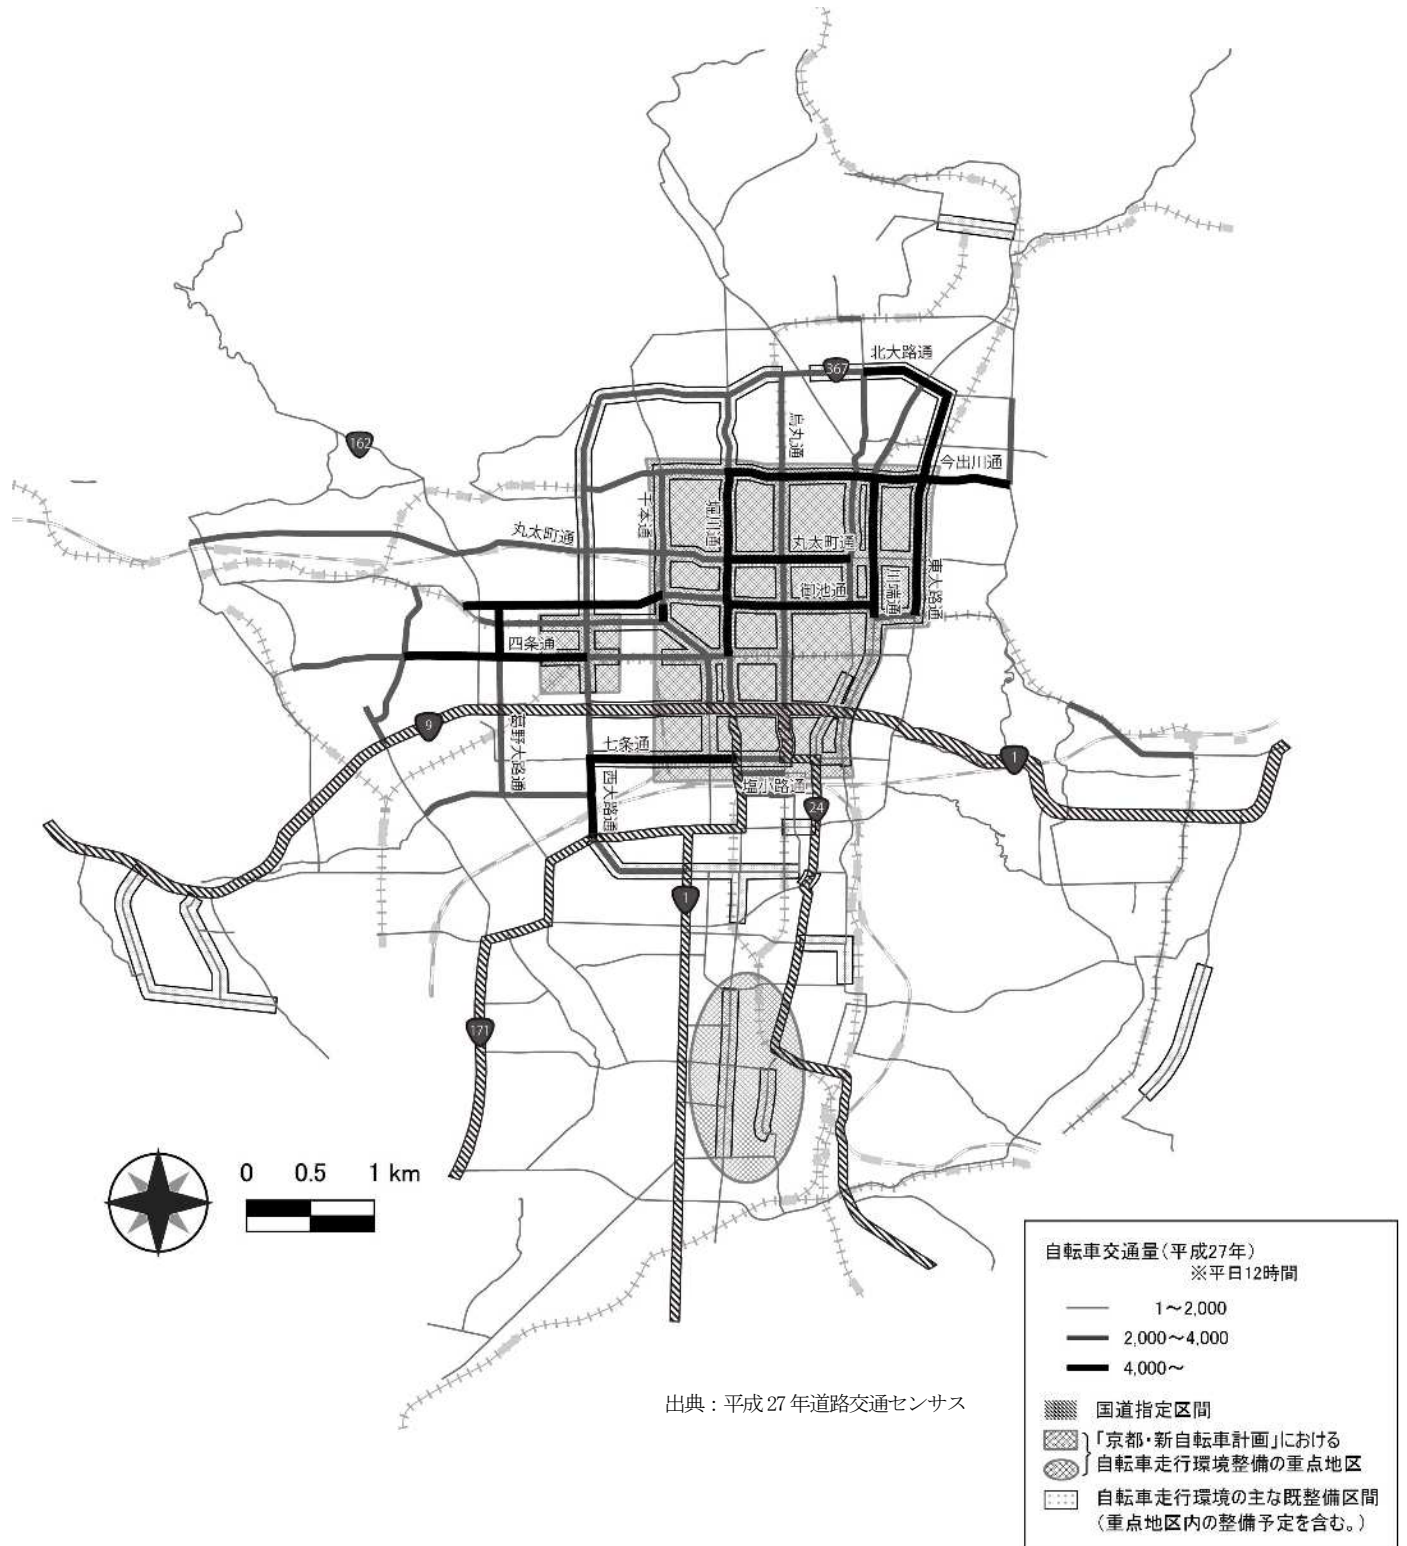 北大路通
367
烏丸通
162
今出川通
千本通
堀川通
丸太町通
丸太町通
東大路通
御池通
川端通
四条通
9
葛野大路通
七条通
1
西大路通
塩小路通
24
1
171
0 0.5 1 km
自転車交通量(平成27年)
※平日12時間
1～2,000
2,000～4,000
4,000～
出典：平成 27 年道路交通センサス
国道指定区間
「京都・新自転車計画」における
自転車走行環境整備の重点地区
自転車走行環境の主な既整備区間
(重点地区内の整備予定を含む。)